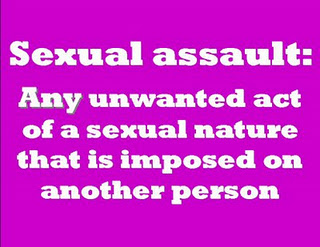 Sexual assault:
Any unwanted act
of a sexual nature
that is imposed on
another person